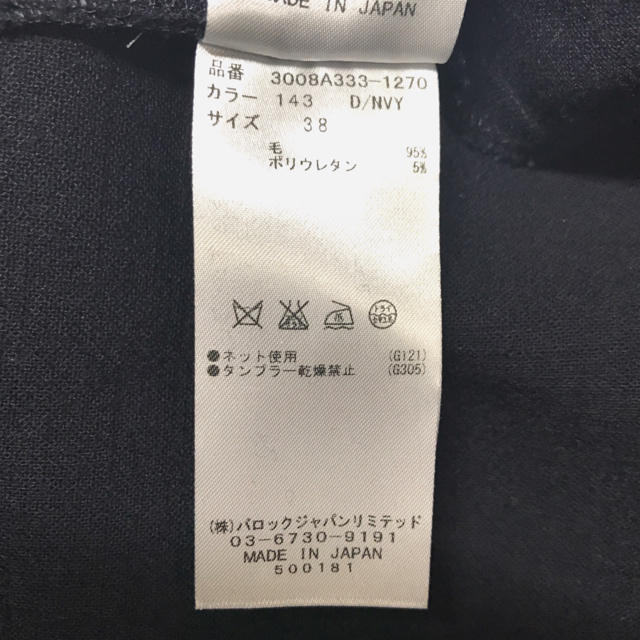 MADE IN JAPAN
品番 3008A333-1270
カラー 143 D/NVY
サイズ 38
毛 95%
ポリウレタン 5%
●ネット使用 (G121)
●タンブラー乾燥禁止 (G305)
(株)バロックジャパンリミテッド
03-6730-9191
MADE IN JAPAN
500181